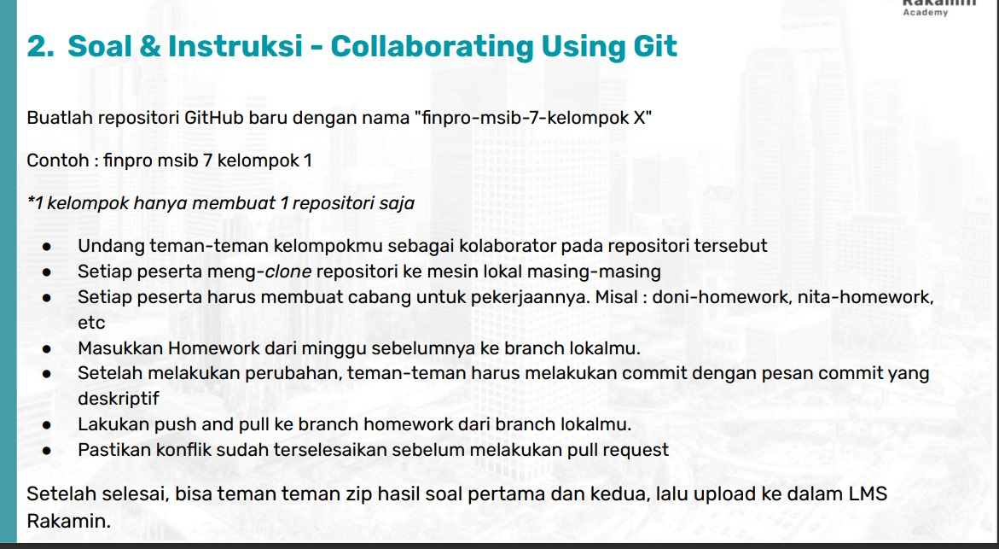 Rakamin
Academy
2. Soal & Instruksi - Collaborating Using Git
Buatlah repositori GitHub baru dengan nama "finpro-msib-7-kelompok X"
Contoh : finpro msib 7 kelompok 1
*1 kelompok hanya membuat 1 repositori saja
● Undang teman-teman kelompokmu sebagai kolaborator pada repositori tersebut
● Setiap peserta meng-clone repositori ke mesin lokal masing-masing
● Setiap peserta harus membuat cabang untuk pekerjaannya. Misal : doni-homework, nita-homework,
etc
● Masukkan Homework dari minggu sebelumnya ke branch lokalmu.
● Setelah melakukan perubahan, teman-teman harus melakukan commit dengan pesan commit yang
deskriptif
● Lakukan push and pull ke branch homework dari branch lokalmu.
● Pastikan konflik sudah terselesaikan sebelum melakukan pull request
Setelah selesai, bisa teman teman zip hasil soal pertama dan kedua, lalu upload ke dalam LMS
Rakamin.